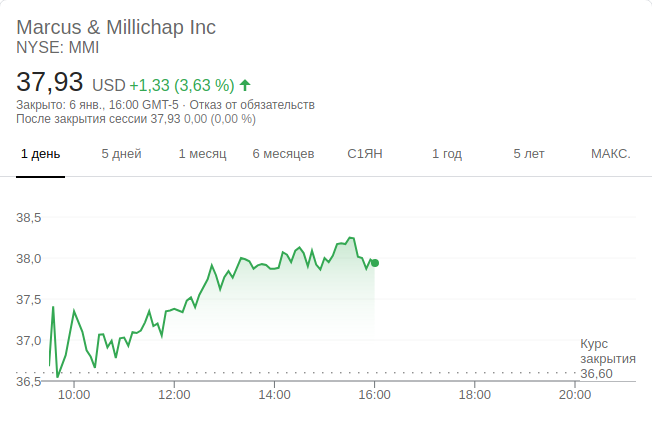 Marcus & Millichap Inc
NYSE: MMI
37,93 USD +1,33 (3,63 %)
Закрыто: 6 янв., 16:00 GMT-5 · Отказ от обязательств
После закрытия сессии 37,93 0,00 (0,00 %)
1 день 5 дней 1 месяц 6 месяцев С1ЯН 1 год 5 лет МАКС.
38,5
38,0
37,5
37,0
36,5
Курс
закрытия
36,60
10:00 12:00 14:00 16:00 18:00 20:00